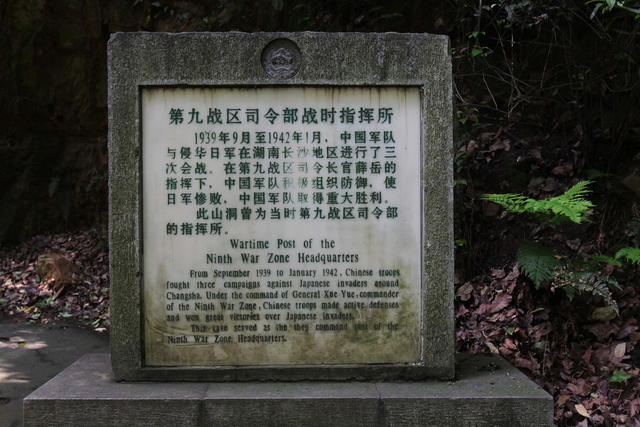 第九战区司令部战时指挥所
1939年9月至1942年1月，中国军队
与侵华日军在湖南长沙地区进行了三
次会战。在第九战区司令长官薛岳的
指挥下，中国军队积极组织防御，使
日军惨败，中国军队取得重大胜利。
此山洞曾为当时第九战区司令部
的指挥所。
Wartime Post of the
Ninth War Zone Headquarters
From September 1939 to January 1942, Chinese troops
fought three campaigns against Japanese invaders around
Changsha. Under the command of General Xue Yue, commander
of the Ninth War Zone, Chinese troops made active defenses
and won great victories over Japanese invaders.
This cave served as the they command post of the
Ninth War Zone Headquarters.